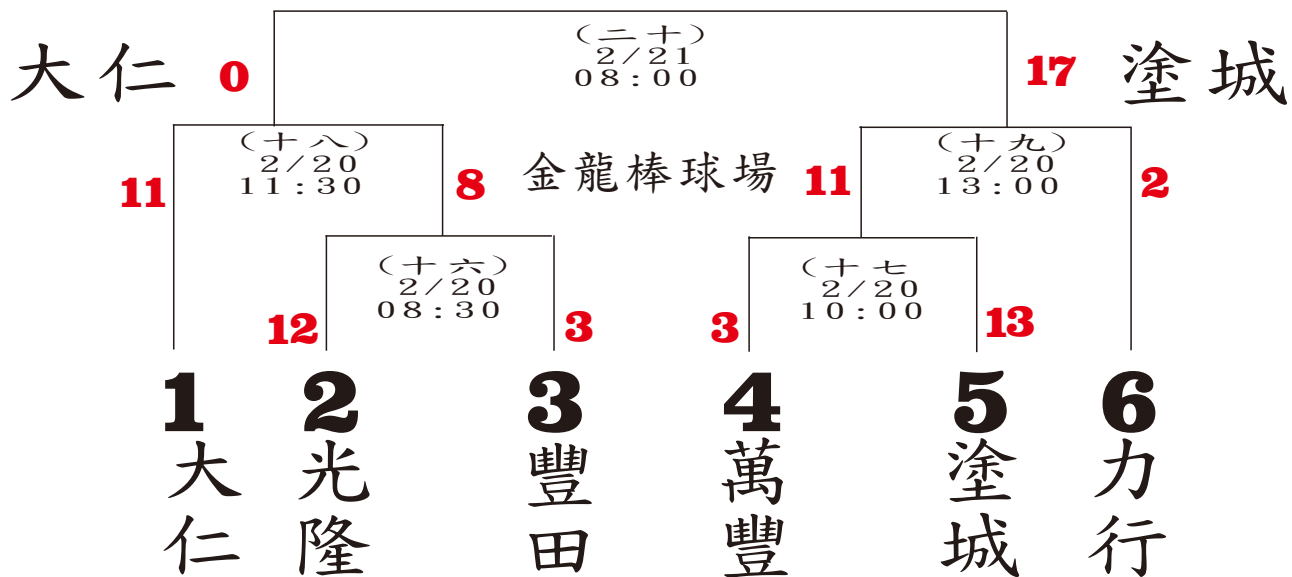 (二十)
2/21
08:00
大仁 0
17 塗城
(十八)
2/20
11:30
(十九)
2/20
13:00
11
8
金龍棒球場
11
2
(十六)
2/20
08:30
(十七
2/20
10:00
12
3
3
13
1 2 3 4 5 6
大仁
光隆
豐田
萬豐
塗城
力行